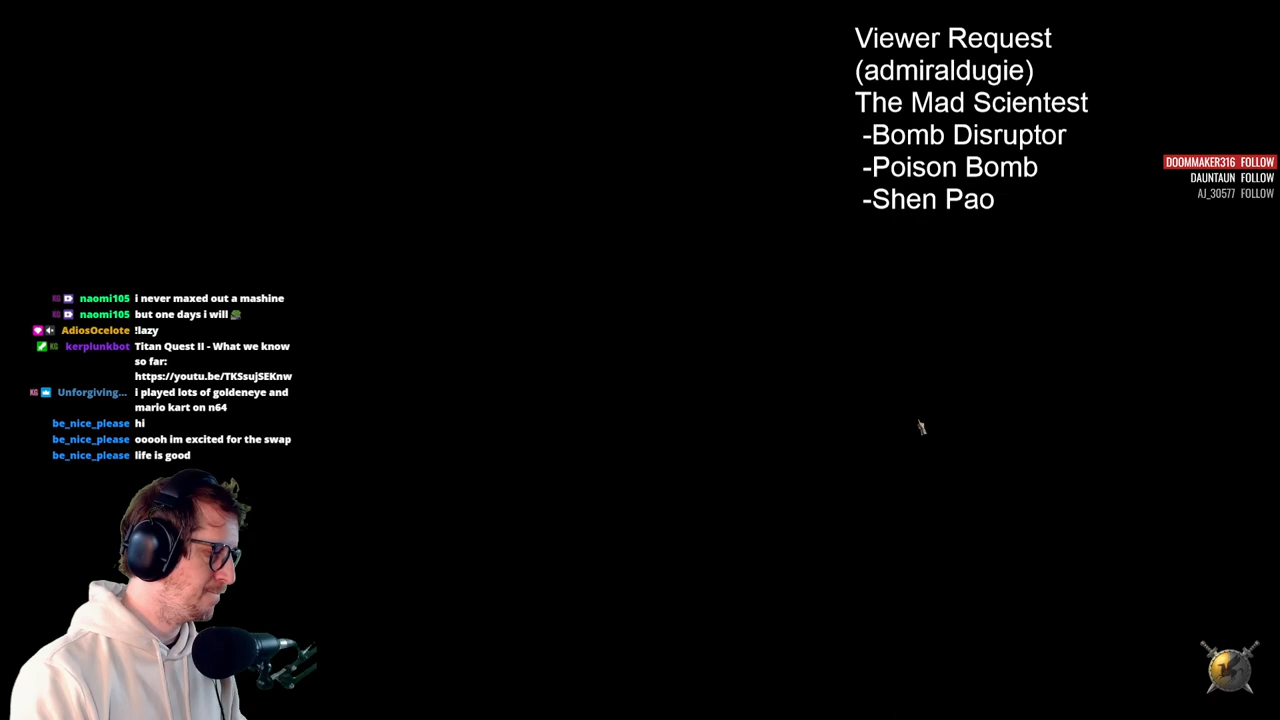 Viewer Request
(admiraldugie)
The Mad Scientest
-Bomb Disruptor
-Poison Bomb
-Shen Pao
DOOMMAKER316 FOLLOW
DAUNTAUN FOLLOW
AJ_30577 FOLLOW
naomi105 i never maxed out a mashine
naomi105 but one days i will
AdiosOcelote !lazy
kerplunkbot Titan Quest II - What we know
so far:
https://youtu.be/TKSsujSEKnw
Unforgiving... i played lots of goldeneye and
mario kart on n64
be_nice_please hi
be_nice_please ooooh im excited for the swap
be_nice_please life is good